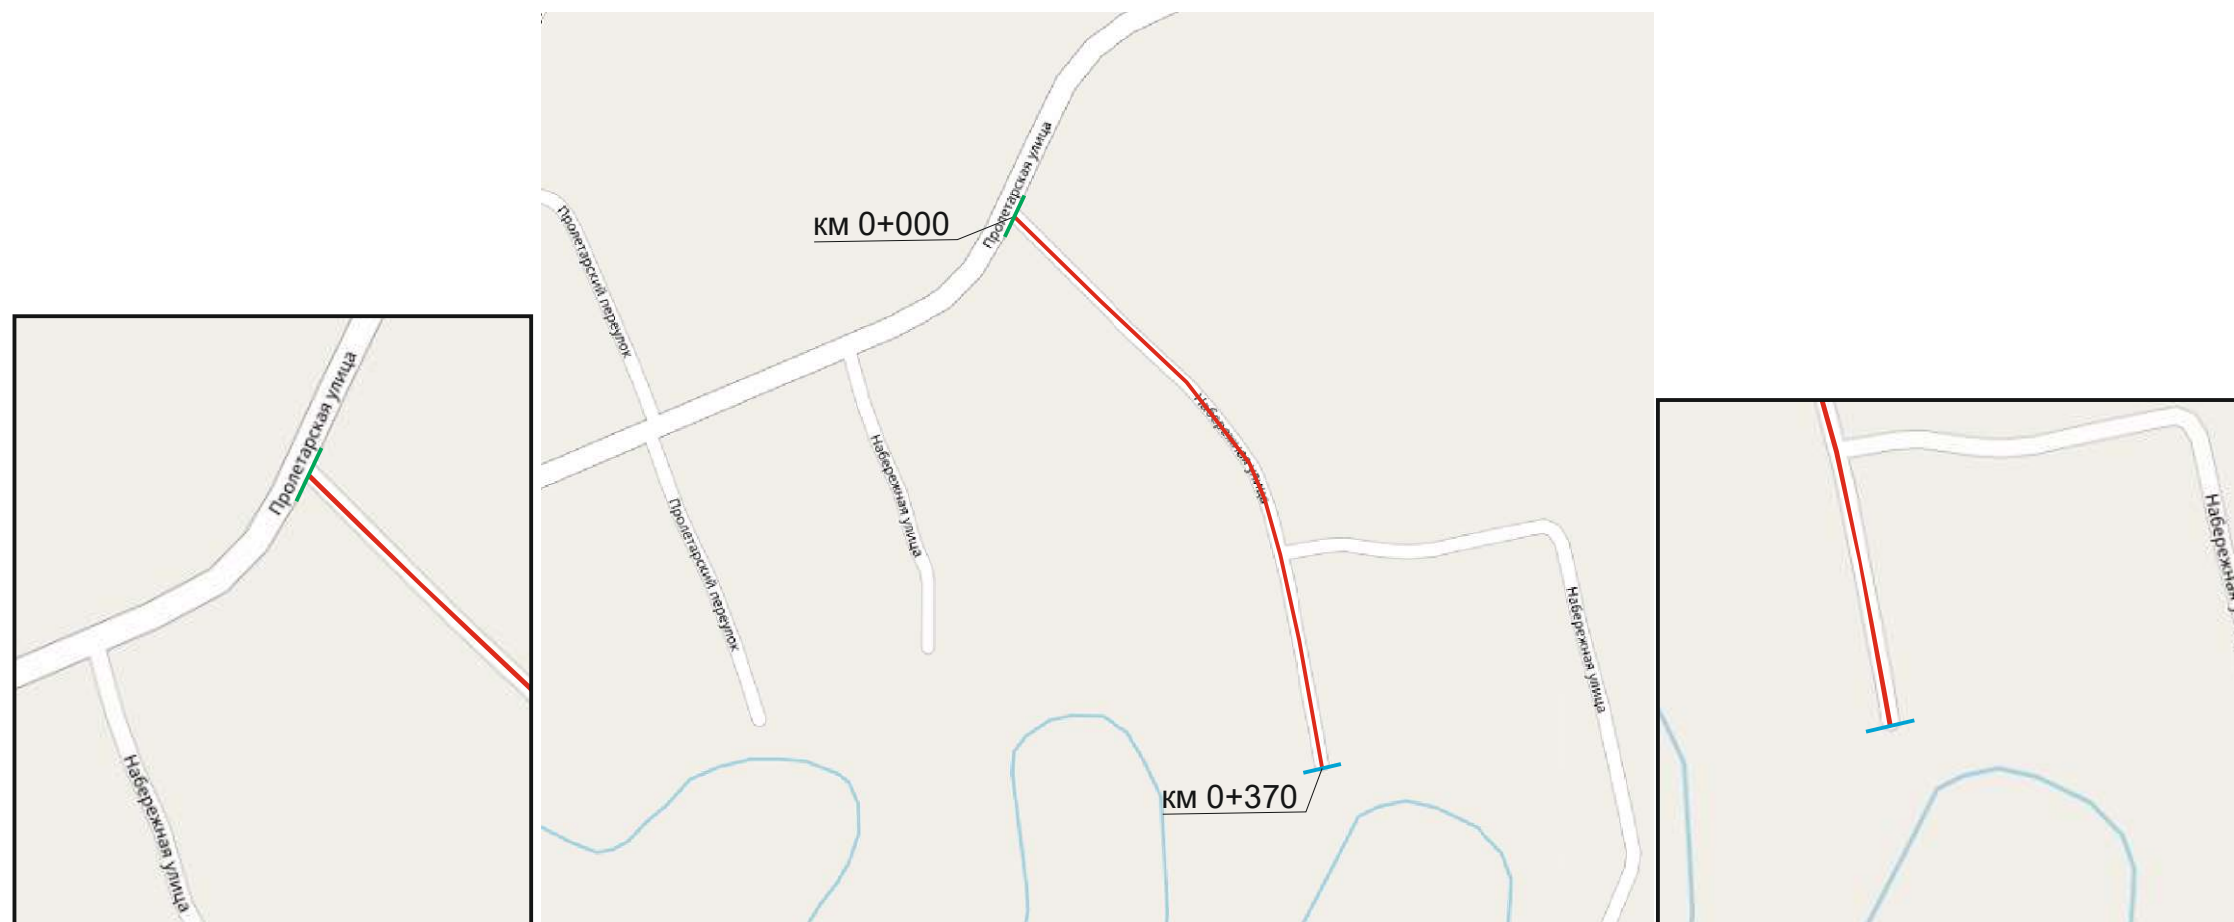 Пролетарская улица
Набережная улица
Пролетарская улица
км 0+000
Пролетарский переулок
Набережная улица
Набережная улица
Пролетарский переулок
Набережная улица
км 0+370
Набережная